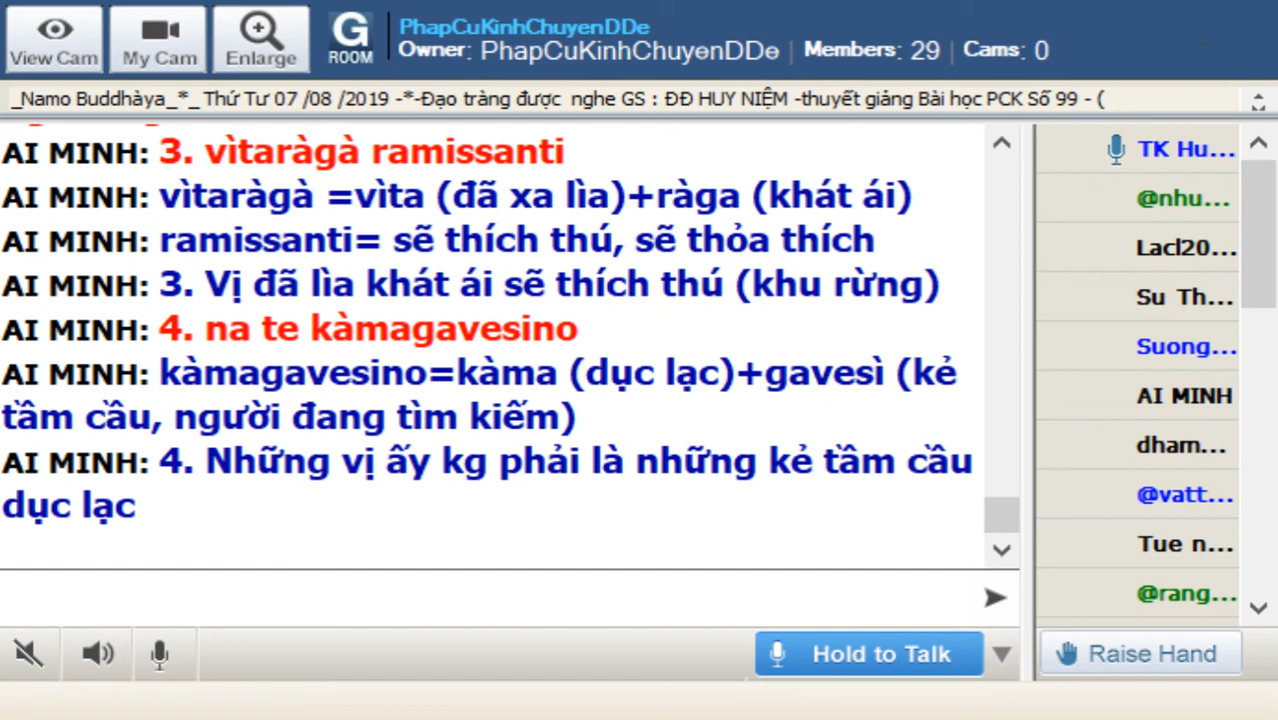 View Cam
My Cam
Enlarge
G
ROOM
PhapCuKinhChuyenDDe
Owner: PhapCuKinhChuyenDDe | Members: 29 | Cams: 0
_Namo Buddhàya_*_ Thứ Tư 07 /08 /2019 -*-Đạo tràng được nghe GS : ĐĐ HUY NIỆM -thuyết giảng Bài học PCK Số 99 - (
AI MINH: 3. vìtaràgà ramissanti
AI MINH: vìtaràgà =vìta (đã xa lìa)+ràga (khát ái)
AI MINH: ramissanti= sẽ thích thú, sẽ thỏa thích
AI MINH: 3. Vị đã lìa khát ái sẽ thích thú (khu rừng)
AI MINH: 4. na te kàmagavesino
AI MINH: kàmagavesino=kàma (dục lạc)+gavesì (kẻ
tầm cầu, người đang tìm kiếm)
AI MINH: 4. Những vị ấy kg phải là những kẻ tầm cầu
dục lạc
TK Hu...
@nhu...
Lacl20...
Su Th...
Suong...
AI MINH
dham...
@vatt...
Tue n...
@rang...
Hold to Talk
Raise Hand